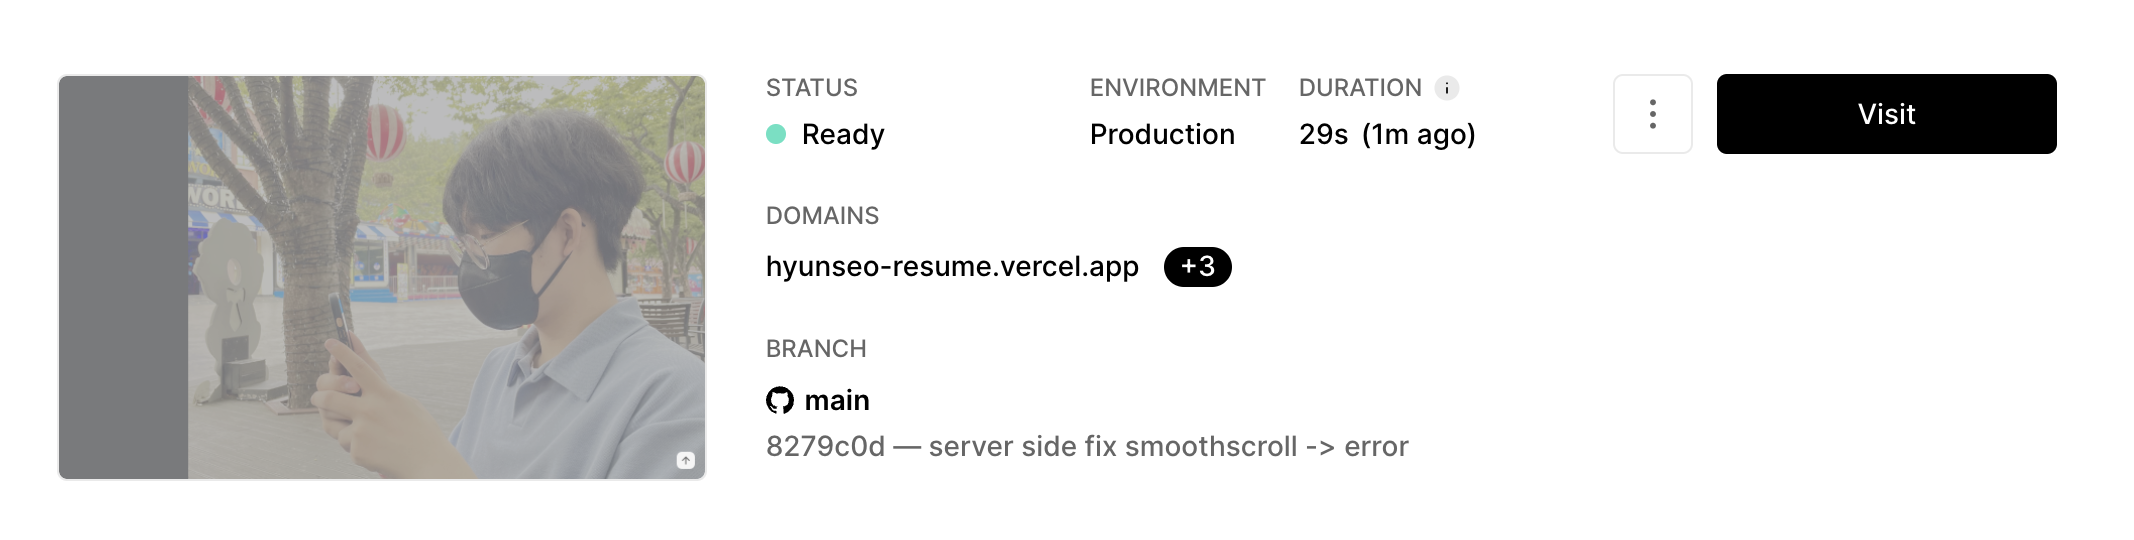 STATUS
Ready
ENVIRONMENT
Production
DURATION i
29s (1m ago)
Visit
DOMAINS
hyunseo-resume.vercel.app +3
BRANCH
main
8279c0d — server side fix smoothscroll -> error
WOR